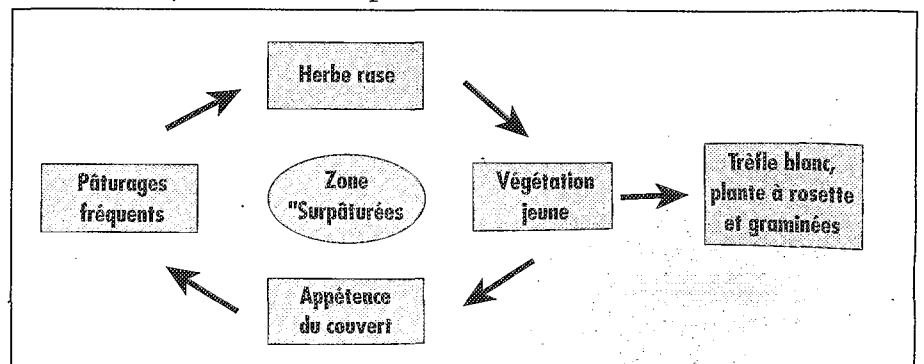 Herbe rase
Pâturages
fréquents
Zone
"Surpâturées
Végétation
jeune
Trèfle blanc,
plante à rosette
et graminées
Appétence
du couvert